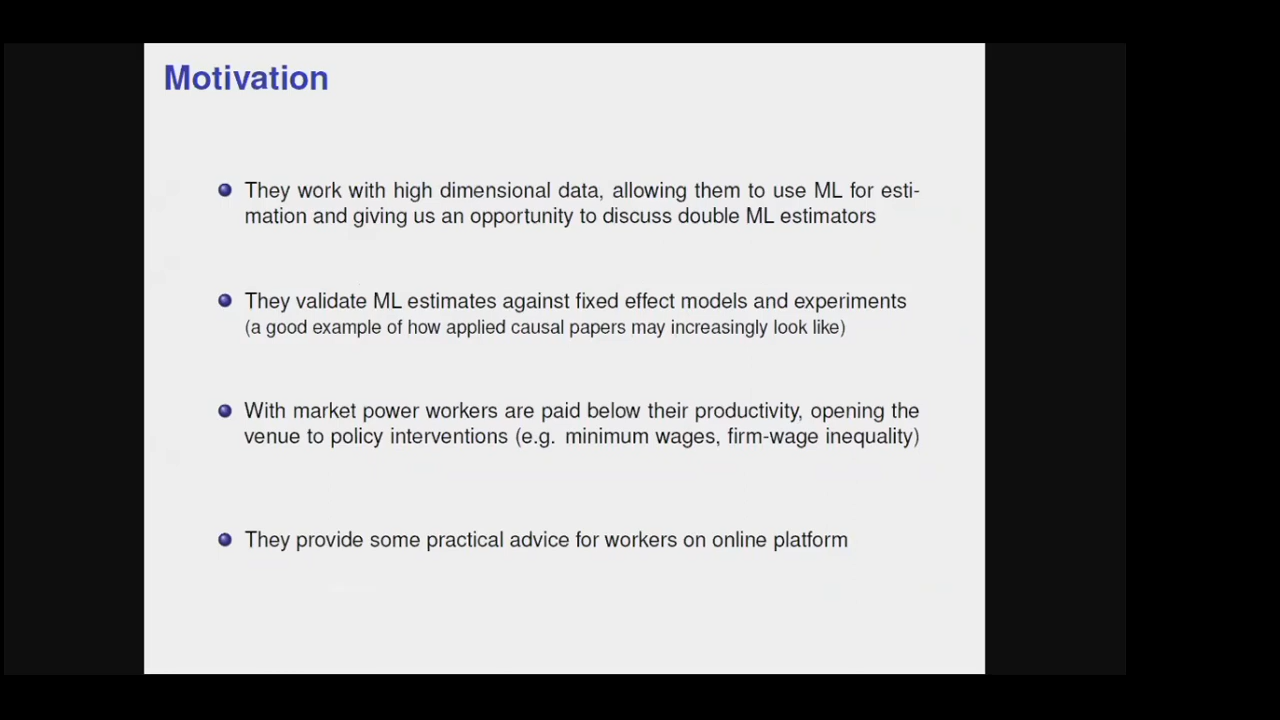 Motivation
They work with high dimensional data, allowing them to use ML for esti-
mation and giving us an opportunity to discuss double ML estimators
They validate ML estimates against fixed effect models and experiments
(a good example of how applied causal papers may increasingly look like)
With market power workers are paid below their productivity, opening the
venue to policy interventions (e.g. minimum wages, firm-wage inequality)
They provide some practical advice for workers on online platform